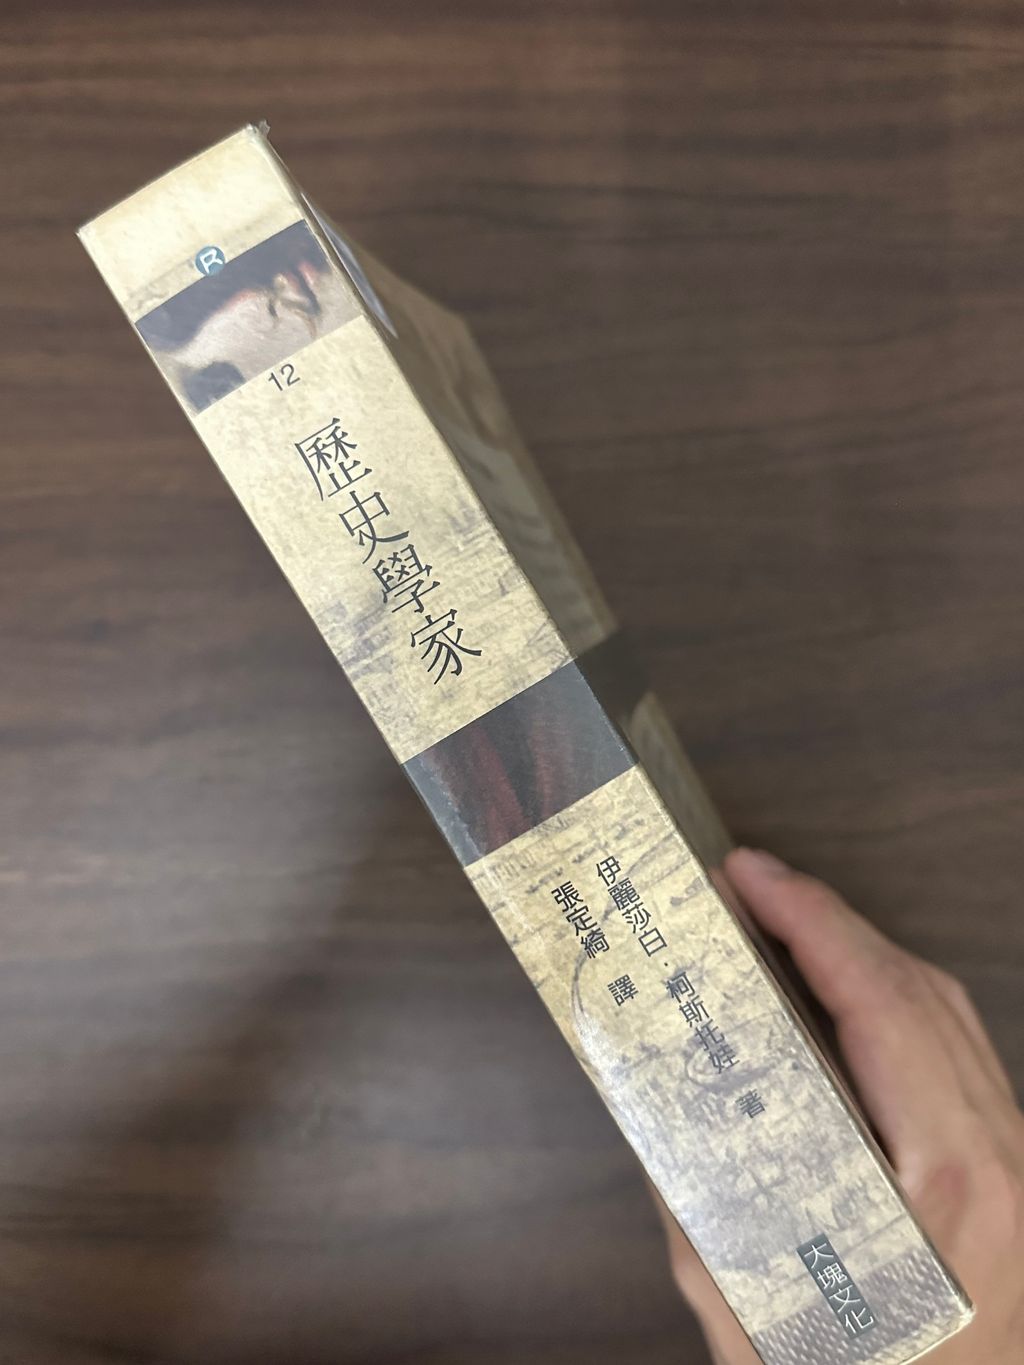 R
12
歷史學家
伊麗莎白．柯斯托娃 著
張定綺 譯
大塊文化